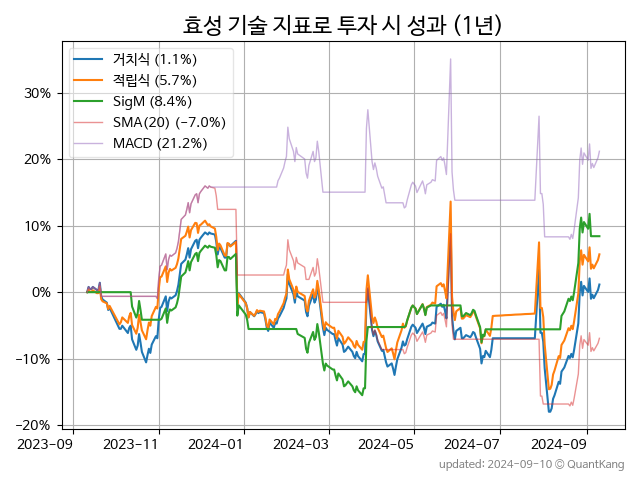 효성 기술 지표로 투자 시 성과 (1년)
거치식 (1.1%)
적립식 (5.7%)
SigM (8.4%)
SMA(20) (-7.0%)
MACD (21.2%)
30%
20%
10%
0%
-10%
-20%
2023-09 2023-11 2024-01 2024-03 2024-05 2024-07 2024-09
updated: 2024-09-10 © QuantKang